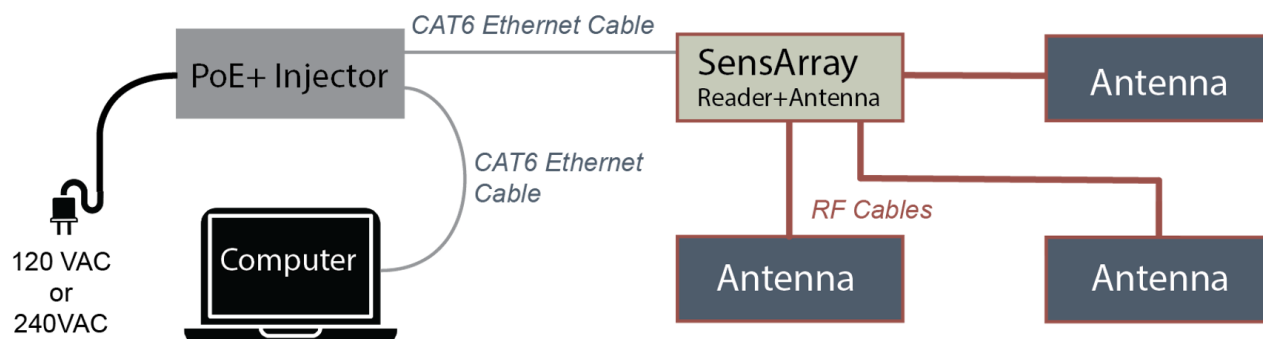 CAT6 Ethernet Cable
PoE+ Injector
SensArray
Reader+Antenna
Antenna
CAT6 Ethernet
Cable
RF Cables
120 VAC
or
240VAC
Computer
Antenna
Antenna